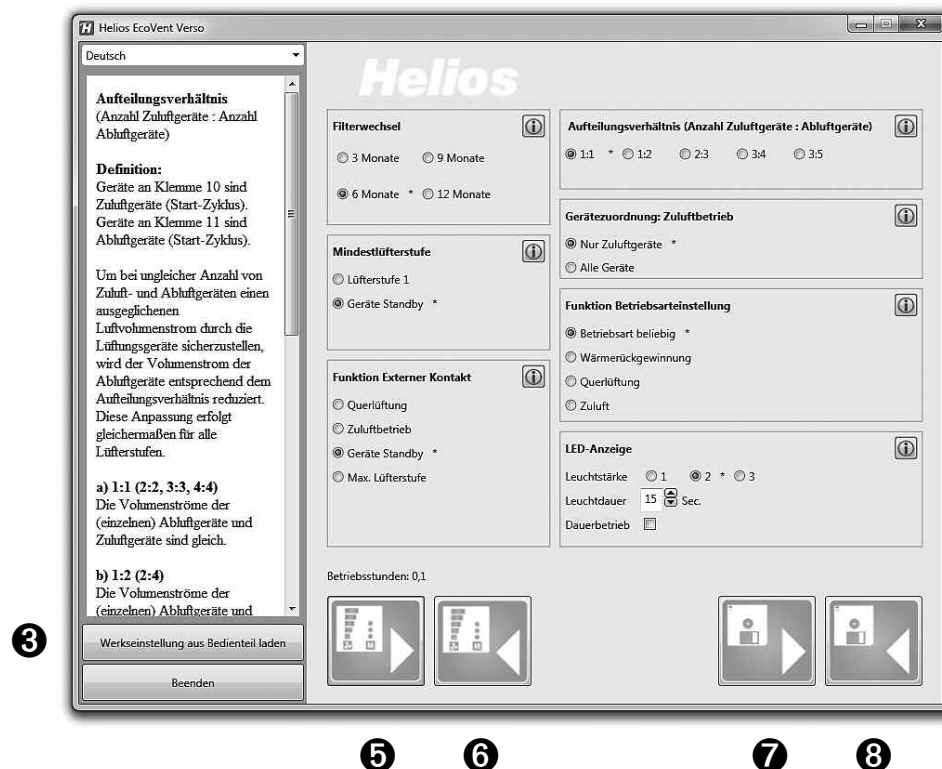 Helios EcoVent Verso
Deutsch
Aufteilungsverhältnis
(Anzahl Zuluftgeräte : Anzahl
Abluftgeräte)
Definition:
Geräte an Klemme 10 sind
Zuluftgeräte (Start-Zyklus).
Geräte an Klemme 11 sind
Abluftgeräte (Start-Zyklus).
Um bei ungleicher Anzahl von
Zuluft- und Abluftgeräten einen
ausgeglichenen
Luftvolumenstrom durch die
Lüftungsgeräte sicherzustellen,
wird der Volumenstrom der
Abluftgeräte entsprechend dem
Aufteilungsverhältnis reduziert.
Diese Anpassung erfolgt
gleichermaßen für alle
Lüfterstufen.
a) 1:1 (2:2, 3:3, 4:4)
Die Volumenströme der
(einzelnen) Abluftgeräte und
Zuluftgeräte sind gleich.
b) 1:2 (2:4)
Die Volumenströme der
(einzelnen) Abluftgeräte und
3
Werkseinstellung aus Bedienteil laden
Beenden
Helios
Filterwechsel
3 Monate 9 Monate
6 Monate * 12 Monate
Mindestlüfterstufe
Lüfterstufe 1
Geräte Standby *
Funktion Externer Kontakt
Querlüftung
Zuluftbetrieb
Geräte Standby *
Max. Lüfterstufe
Aufteilungsverhältnis (Anzahl Zuluftgeräte : Abluftgeräte)
1:1 * 1:2 2:3 3:4 3:5
Gerätezuordnung: Zuluftbetrieb
Nur Zuluftgeräte *
Alle Geräte
Funktion Betriebsarteinstellung
Betriebsart beliebig *
Wärmerückgewinnung
Querlüftung
Zuluft
LED-Anzeige
Leuchtstärke 1 2 * 3
Leuchtdauer 15 Sec.
Dauerbetrieb
Betriebsstunden: 0,1
5 6 7 8